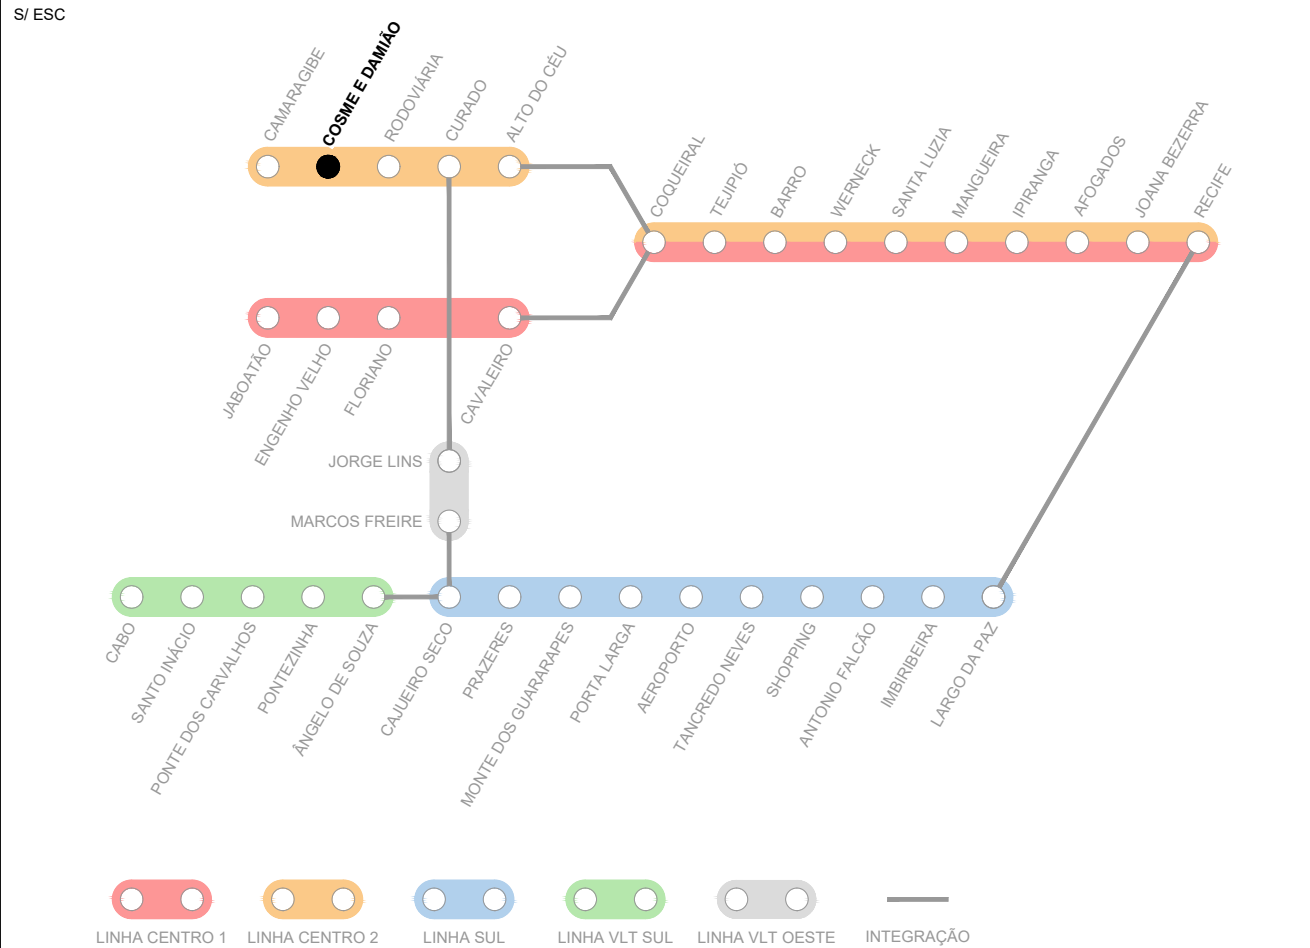 S/ ESC
CAMARAGIBE
COSME E DAMIÃO
RODOVIÁRIA
CURADO
ALTO DO CÉU
COQUEIRAL
TEJIPIÓ
BARRO
WERNECK
SANTA LUZIA
MANGUEIRA
IPIRANGA
AFOGADOS
JOANA BEZERRA
RECIFE
JABOATÃO
ENGENHO VELHO
FLORIANO
CAVALEIRO
JORGE LINS
MARCOS FREIRE
CABO
SANTO INÁCIO
PONTE DOS CARVALHOS
PONTEZINHA
ÂNGELO DE SOUZA
CAJUEIRO SECO
PRAZERES
MONTE DOS GUARARAPES
PORTA LARGA
AEROPORTO
TANCREDO NEVES
SHOPPING
ANTONIO FALCÃO
IMBIRIBEIRA
LARGO DA PAZ
LINHA CENTRO 1
LINHA CENTRO 2
LINHA SUL
LINHA VLT SUL
LINHA VLT OESTE
INTEGRAÇÃO